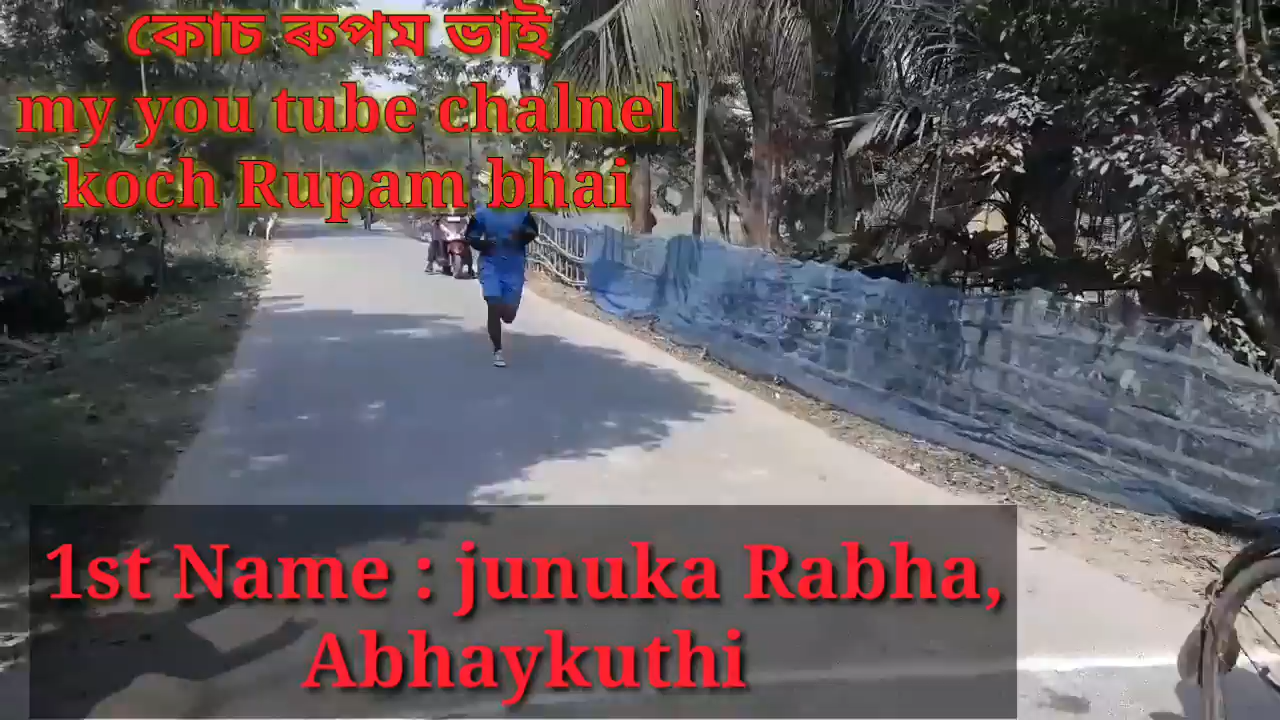 কোচ ৰুপম ভাই
my you tube chalnel
koch Rupam bhai
1st Name : junuka Rabha,
Abhaykuthi